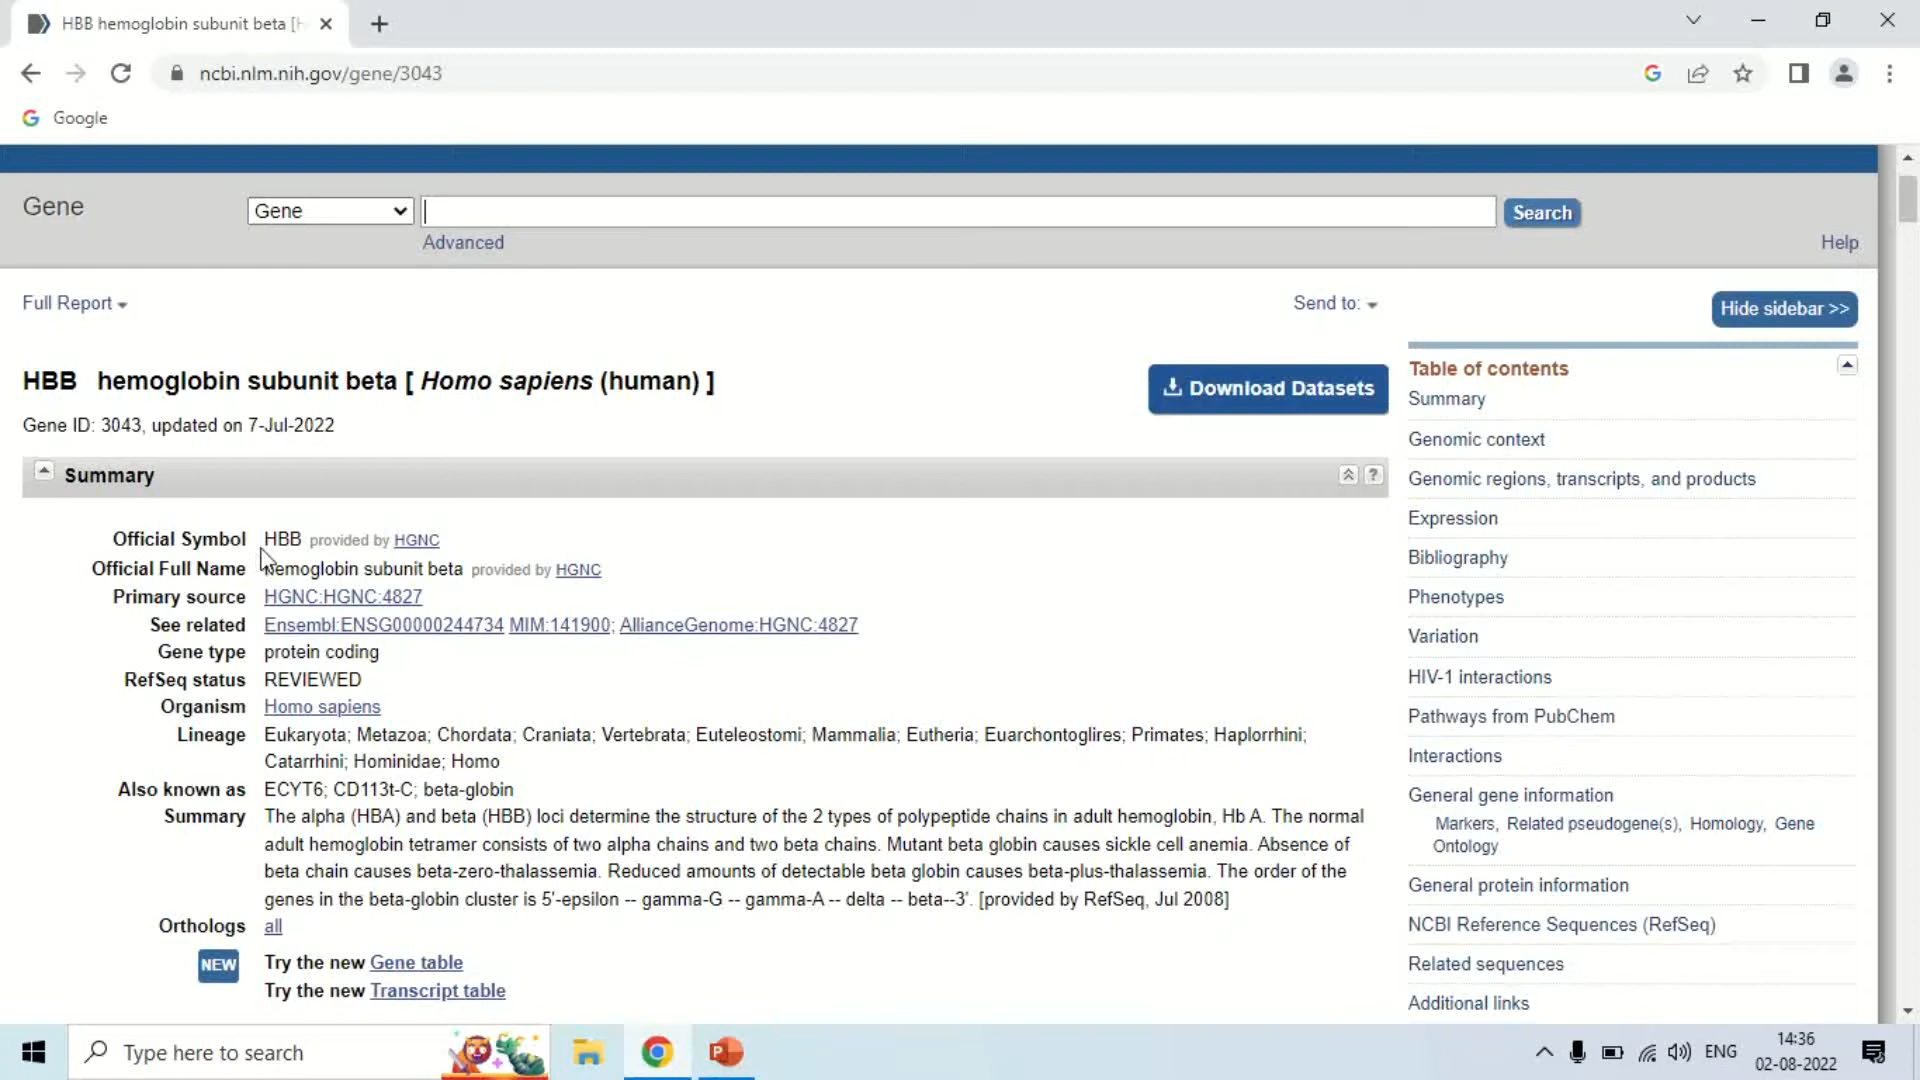 HBB hemoglobin subunit beta [H
ncbi.nlm.nih.gov/gene/3043
Google
Gene
Gene
Search
Advanced
Help
Full Report
Send to:
Hide sidebar >>
HBB hemoglobin subunit beta [ Homo sapiens (human) ]
Download Datasets
Gene ID: 3043, updated on 7-Jul-2022
Summary
?
Official Symbol HBB provided by HGNC
Official Full Name hemoglobin subunit beta provided by HGNC
Primary source HGNC:HGNC:4827
See related Ensembl:ENSG00000244734 MIM:141900; AllianceGenome:HGNC:4827
Gene type protein coding
RefSeq status REVIEWED
Organism Homo sapiens
Lineage Eukaryota; Metazoa; Chordata; Craniata; Vertebrata; Euteleostomi; Mammalia; Eutheria; Euarchontoglires; Primates; Haplorrhini;
Catarrhini; Hominidae; Homo
Also known as ECYT6; CD113t-C; beta-globin
Summary The alpha (HBA) and beta (HBB) loci determine the structure of the 2 types of polypeptide chains in adult hemoglobin, Hb A. The normal
adult hemoglobin tetramer consists of two alpha chains and two beta chains. Mutant beta globin causes sickle cell anemia. Absence of
beta chain causes beta-zero-thalassemia. Reduced amounts of detectable beta globin causes beta-plus-thalassemia. The order of the
genes in the beta-globin cluster is 5'-epsilon -- gamma-G -- gamma-A -- delta -- beta--3'. [provided by RefSeq, Jul 2008]
Orthologs all
NEW Try the new Gene table
Try the new Transcript table
Table of contents
Summary
Genomic context
Genomic regions, transcripts, and products
Expression
Bibliography
Phenotypes
Variation
HIV-1 interactions
Pathways from PubChem
Interactions
General gene information
Markers, Related pseudogene(s), Homology, Gene
Ontology
General protein information
NCBI Reference Sequences (RefSeq)
Related sequences
Additional links
Type here to search
ENG
14:36
02-08-2022